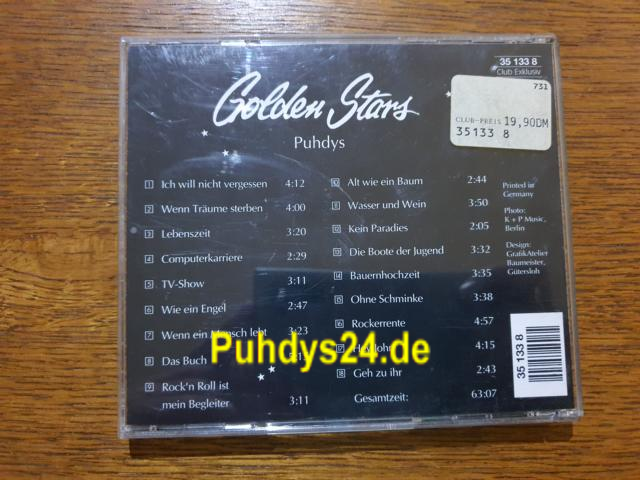 35 133 8
Club Exklusiv
731
CLUB-PREIS 19,90DM
35133 8
Golden Stars
Puhdys
1 Ich will nicht vergessen 4:12
2 Wenn Träume sterben 4:00
3 Lebenszeit 3:20
4 Computerkarriere 2:29
5 TV-Show 3:11
6 Wie ein Engel 2:47
7 Wenn ein Mensch lebt 3:23
8 Das Buch
9 Rock'n Roll ist
mein Begleiter 3:11
10 Alt wie ein Baum 2:44
11 Wasser und Wein 3:50
12 Kein Paradies 2:05
13 Die Boote der Jugend 3:32
14 Bauernhochzeit 3:35
15 Ohne Schminke 3:38
16 Rockerrente 4:57
17 Hey John 4:15
18 Geh zu ihr 2:43
Gesamtzeit: 63:07
Printed in
Germany
Photo:
K + P Music,
Berlin
Design:
GrafikAtelier
Baumeister,
Gütersloh
35 133 8
Puhdys24.de